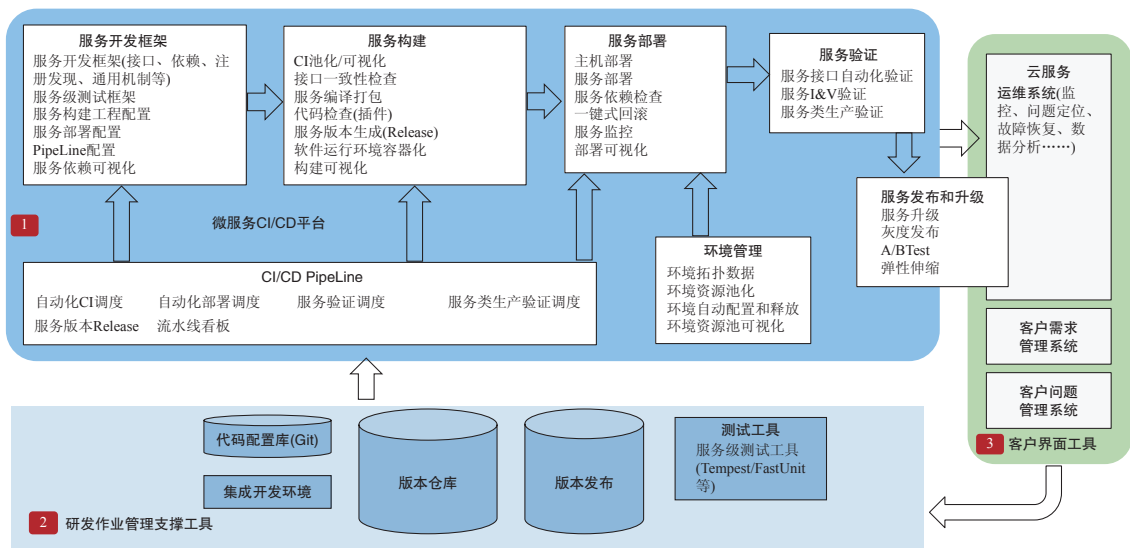 服务开发框架
服务开发框架(接口、依赖、注
册发现、通用机制等)
服务级测试框架
服务构建工程配置
服务部署配置
PipeLine配置
服务依赖可视化
服务构建
CI池化/可视化
接口一致性检查
服务编译打包
代码检查(插件)
服务版本生成(Release)
软件运行环境容器化
构建可视化
服务部署
主机部署
服务部署
服务依赖检查
一键式回滚
服务监控
部署可视化
服务验证
服务接口自动化验证
服务I&V验证
服务类生产验证
云服务
运维系统(监
控、问题定位、
故障恢复、数
据分析……)
服务发布和升级
服务升级
灰度发布
A/BTest
弹性伸缩
1
微服务CI/CD平台
环境管理
环境拓扑数据
环境资源池化
环境自动配置和释放
环境资源池可视化
CI/CD PipeLine
自动化CI调度 自动化部署调度 服务验证调度 服务类生产验证调度
服务版本Release 流水线看板
客户需求
管理系统
客户问题
管理系统
3 客户界面工具
代码配置库(Git)
集成开发环境
版本仓库
版本发布
测试工具
服务级测试工具
(Tempest/FastUnit
等)
2 研发作业管理支撑工具